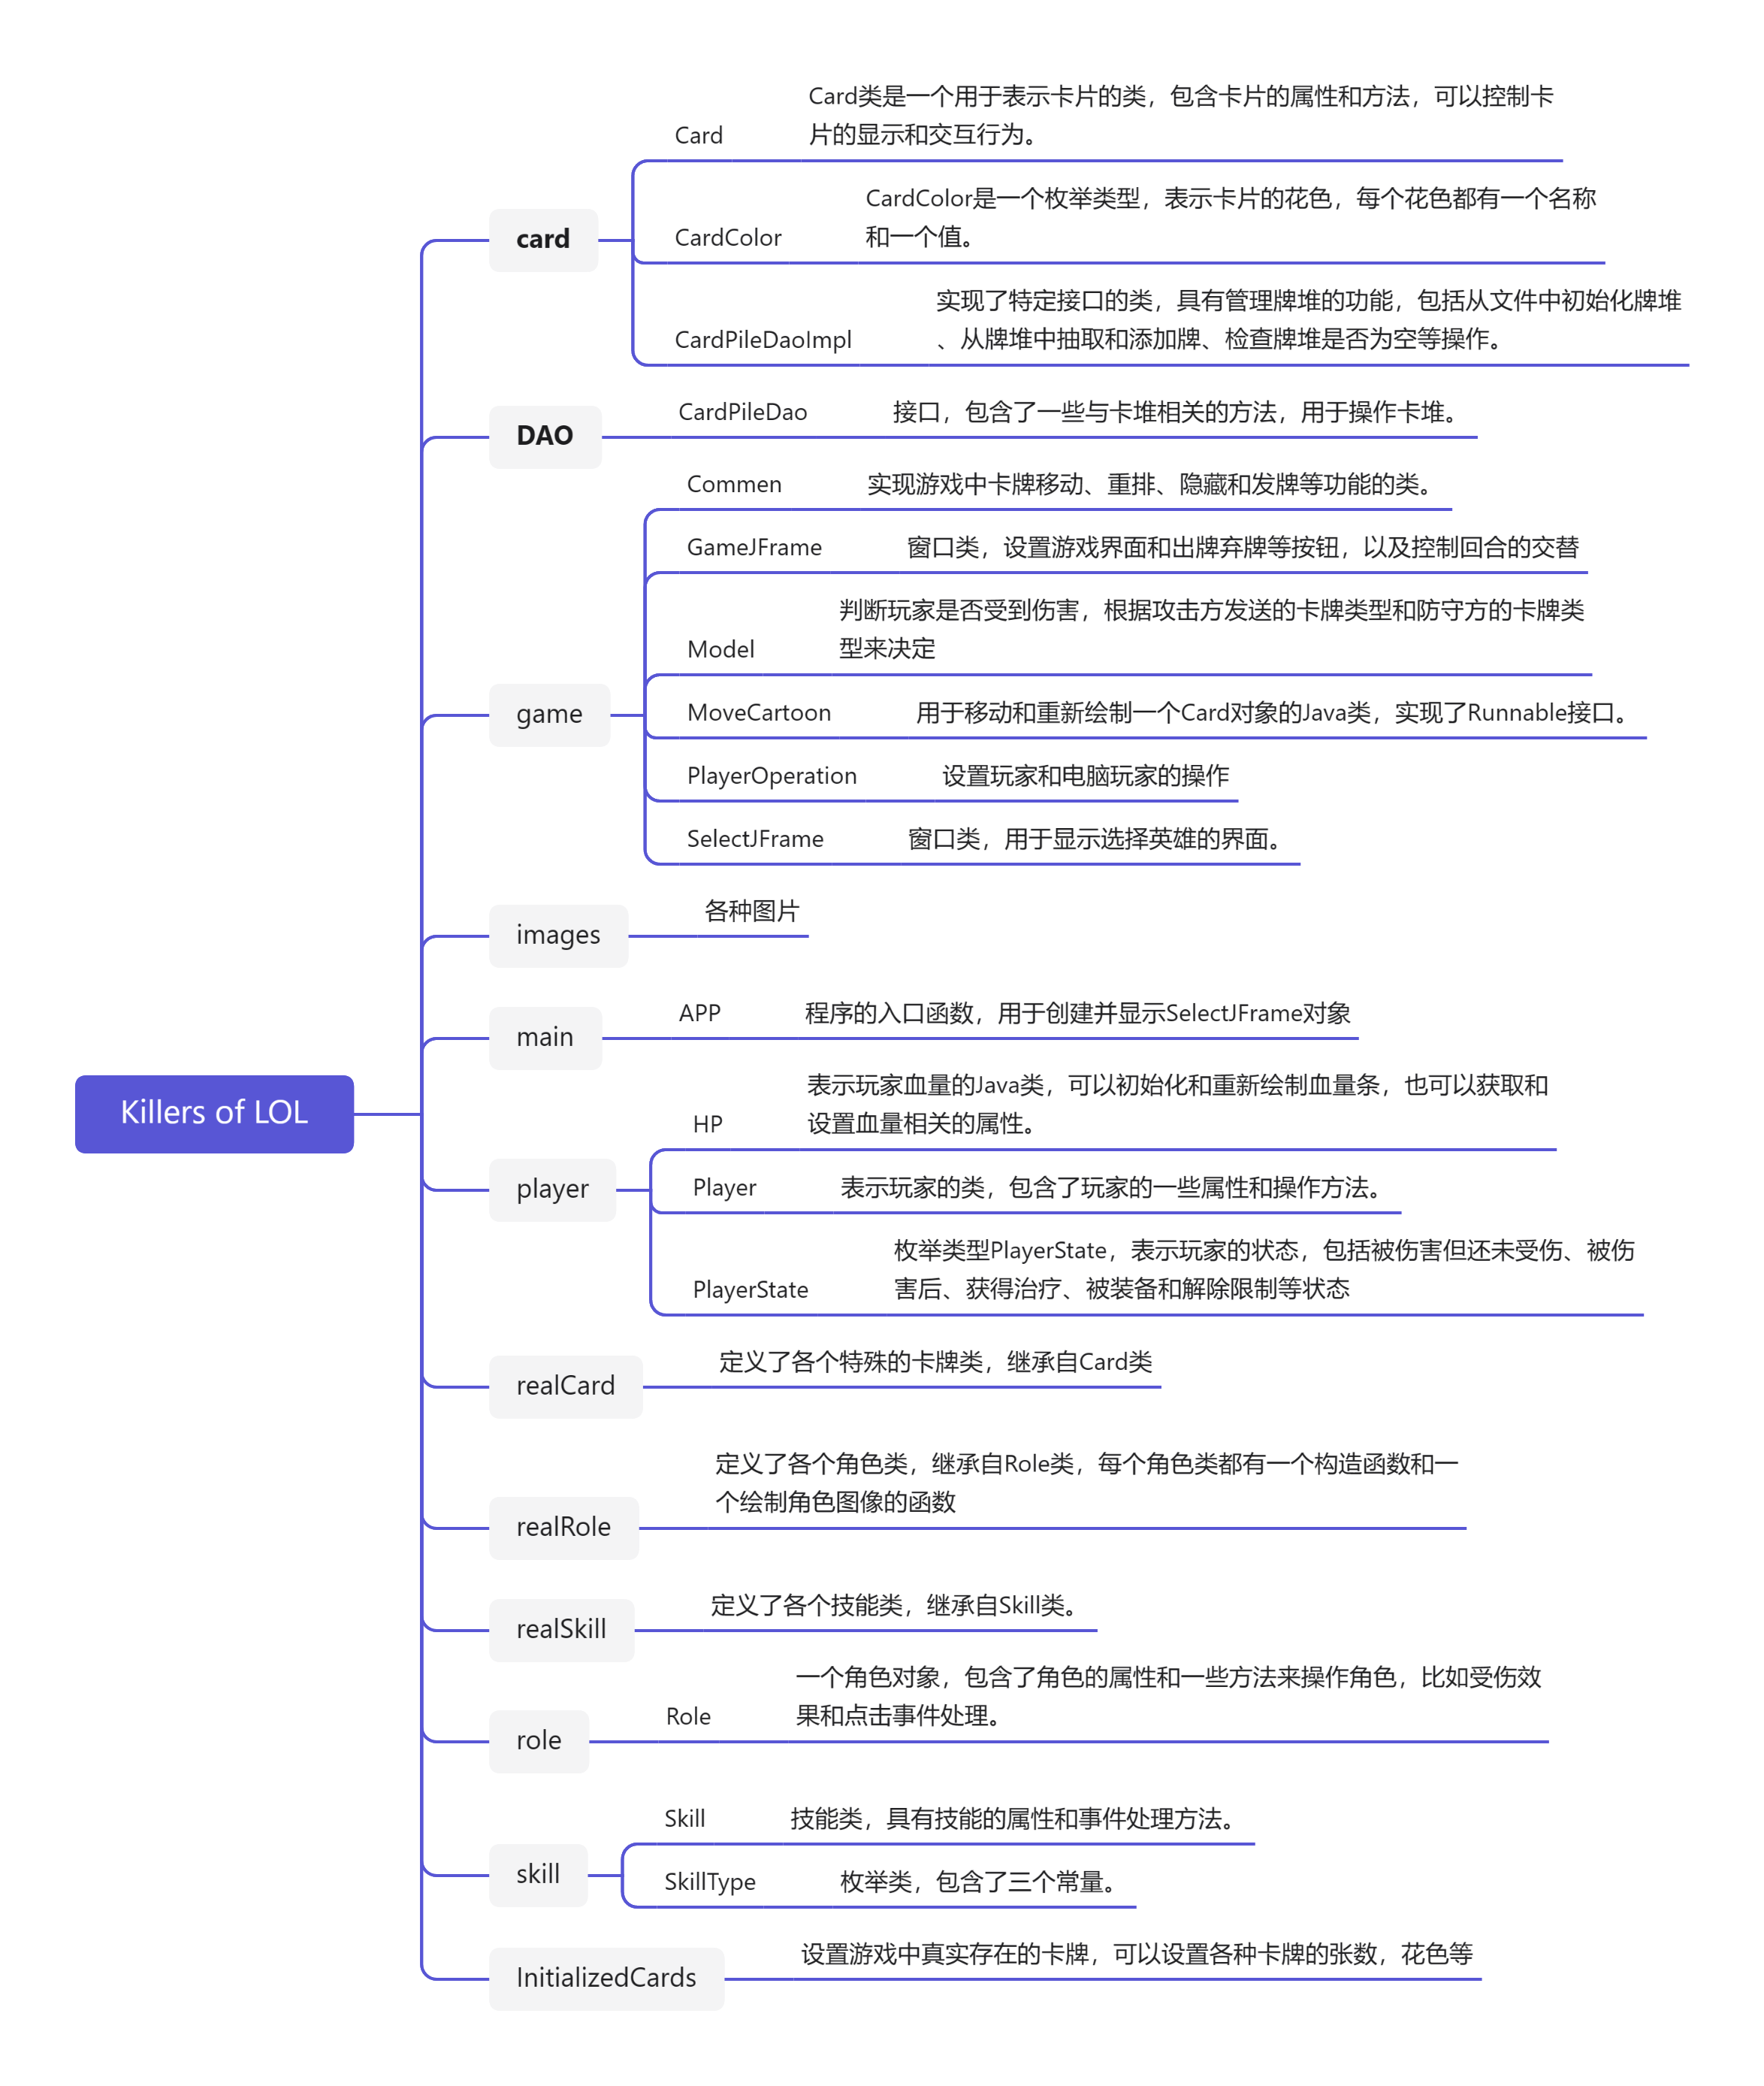 Killers of LOL
card
Card
Card类是一个用于表示卡片的类，包含卡片的属性和方法，可以控制卡
片的显示和交互行为。
CardColor
CardColor是一个枚举类型，表示卡片的花色，每个花色都有一个名称
和一个值。
CardPileDaoImpl
实现了特定接口的类，具有管理牌堆的功能，包括从文件中初始化牌堆
、从牌堆中抽取和添加牌、检查牌堆是否为空等操作。
DAO
CardPileDao
接口，包含了一些与卡堆相关的方法，用于操作卡堆。
game
Commen
实现游戏中卡牌移动、重排、隐藏和发牌等功能的类。
GameJFrame
窗口类，设置游戏界面和出牌弃牌等按钮，以及控制回合的交替
Model
判断玩家是否受到伤害，根据攻击方发送的卡牌类型和防守方的卡牌类
型来决定
MoveCartoon
用于移动和重新绘制一个Card对象的Java类，实现了Runnable接口。
PlayerOperation
设置玩家和电脑玩家的操作
SelectJFrame
窗口类，用于显示选择英雄的界面。
images
各种图片
main
APP
程序的入口函数，用于创建并显示SelectJFrame对象
player
HP
表示玩家血量的Java类，可以初始化和重新绘制血量条，也可以获取和
设置血量相关的属性。
Player
表示玩家的类，包含了玩家的一些属性和操作方法。
PlayerState
枚举类型PlayerState，表示玩家的状态，包括被伤害但还未受伤、被伤
害后、获得治疗、被装备和解除限制等状态
realCard
定义了各个特殊的卡牌类，继承自Card类
realRole
定义了各个角色类，继承自Role类，每个角色类都有一个构造函数和一
个绘制角色图像的函数
realSkill
定义了各个技能类，继承自Skill类。
role
Role
一个角色对象，包含了角色的属性和一些方法来操作角色，比如受伤效
果和点击事件处理。
skill
Skill
技能类，具有技能的属性和事件处理方法。
SkillType
枚举类，包含了三个常量。
InitializedCards
设置游戏中真实存在的卡牌，可以设置各种卡牌的张数，花色等